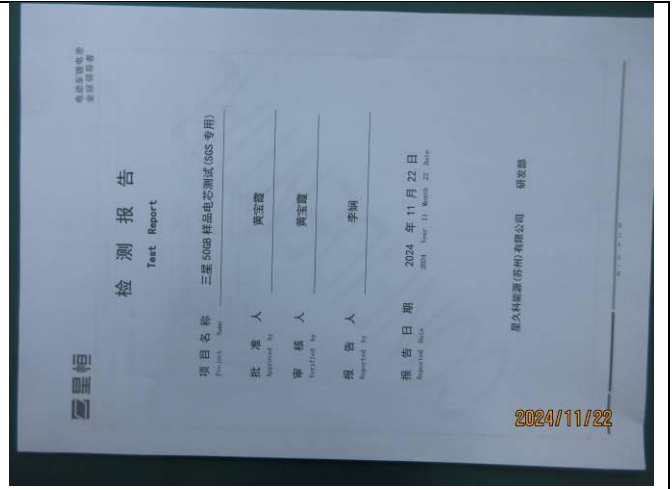 星恒
电动车锂电池
全球领导者
检 测 报 告
Test Report
项 目 名 称 三星 50GB 样品电芯测试(SGS 专用)
Project Name
批 准 人 黄宝霞
Approved by
审 核 人 黄宝霞
Verified by
报 告 人 李娴
Reported by
报 告 日 期 2024 年 11 月 22 日
Reported Date 2024 Year 11 Month 22 Date
星久科能源(苏州)有限公司 研发部
2024/11/22